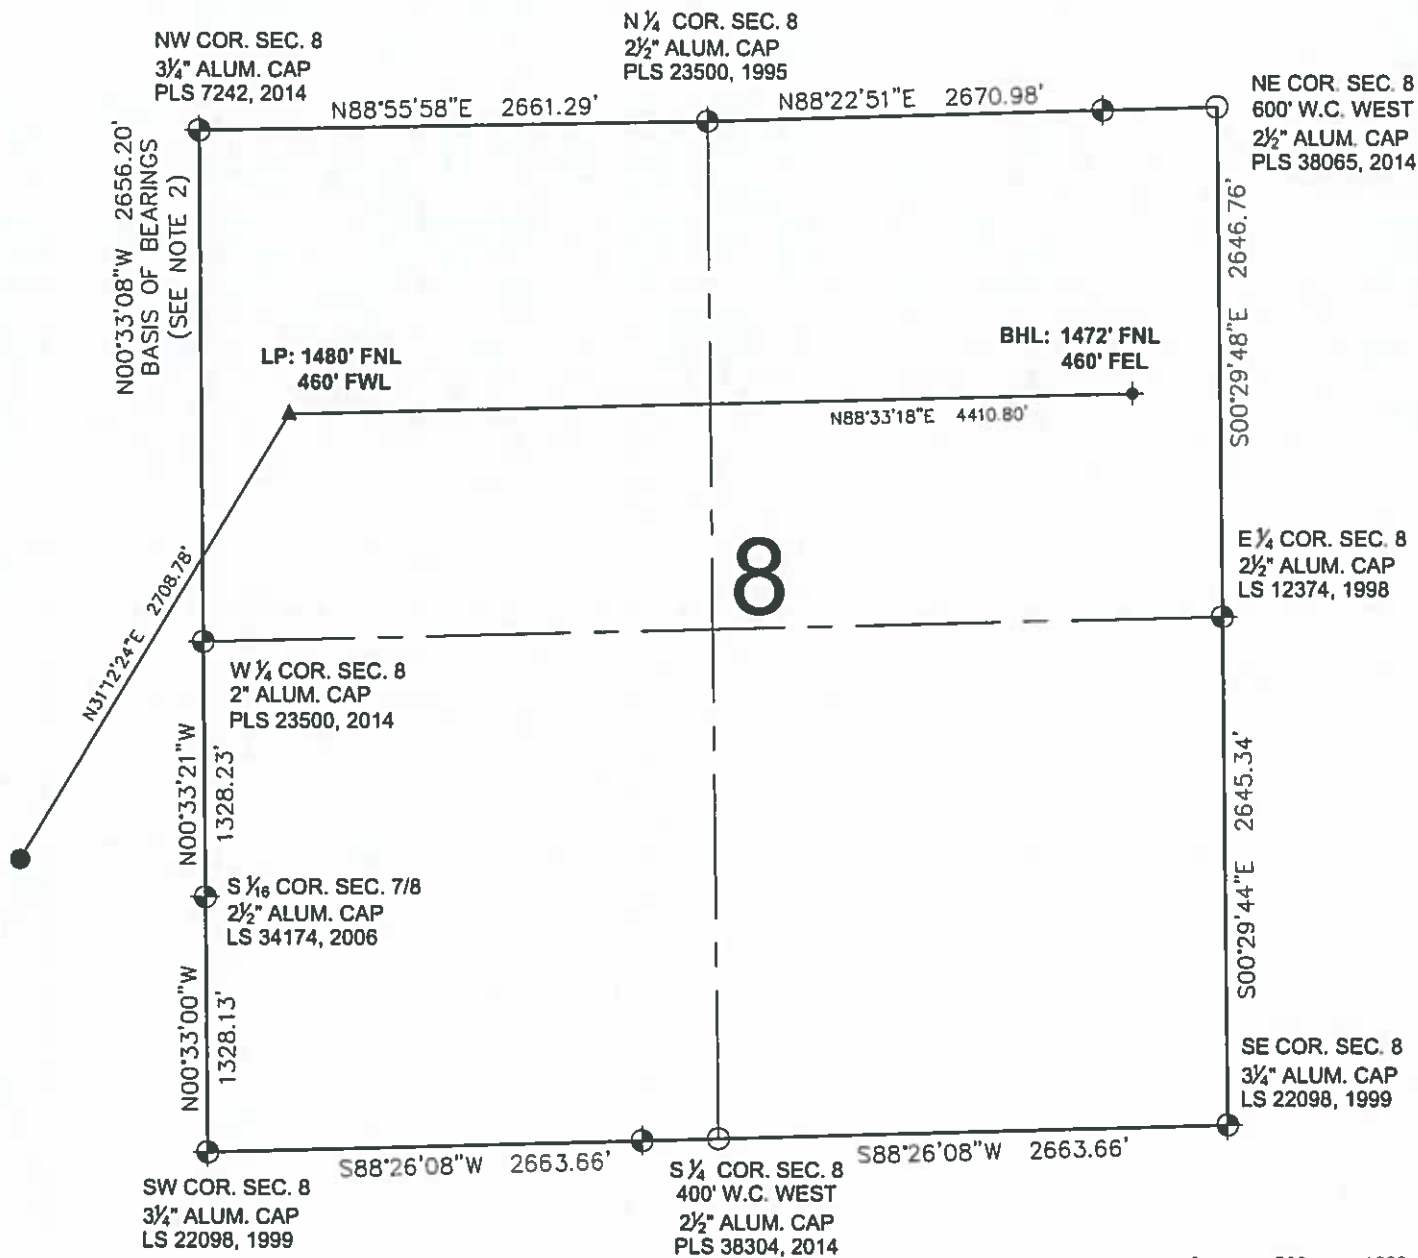 NW COR. SEC. 8
3¼" ALUM. CAP
PLS 7242, 2014
N ¼ COR. SEC. 8
2½" ALUM. CAP
PLS 23500, 1995
NE COR. SEC. 8
600' W.C. WEST
2½" ALUM. CAP
PLS 38065, 2014
N88°55'58"E 2661.29'
N88°22'51"E 2670.98'
N00°33'08"W 2656.20'
BASIS OF BEARINGS
(SEE NOTE 2)
S00°29'48"E 2646.76'
LP: 1480' FNL
460' FWL
BHL: 1472' FNL
460' FEL
N88°33'18"E 4410.80'
8
N31°12'24"E 2708.78'
E ¼ COR. SEC. 8
2½" ALUM. CAP
LS 12374, 1998
W ¼ COR. SEC. 8
2" ALUM. CAP
PLS 23500, 2014
N00°33'21"W
1328.23'
S00°29'44"E 2645.34'
S 1⁄16 COR. SEC. 7/8
2½" ALUM. CAP
LS 34174, 2006
N00°33'00"W
1328.13'
SE COR. SEC. 8
3¼" ALUM. CAP
LS 22098, 1999
S88°26'08"W 2663.66'
S88°26'08"W 2663.66'
SW COR. SEC. 8
3¼" ALUM. CAP
LS 22098, 1999
S ¼ COR. SEC. 8
400' W.C. WEST
2½" ALUM. CAP
PLS 38304, 2014